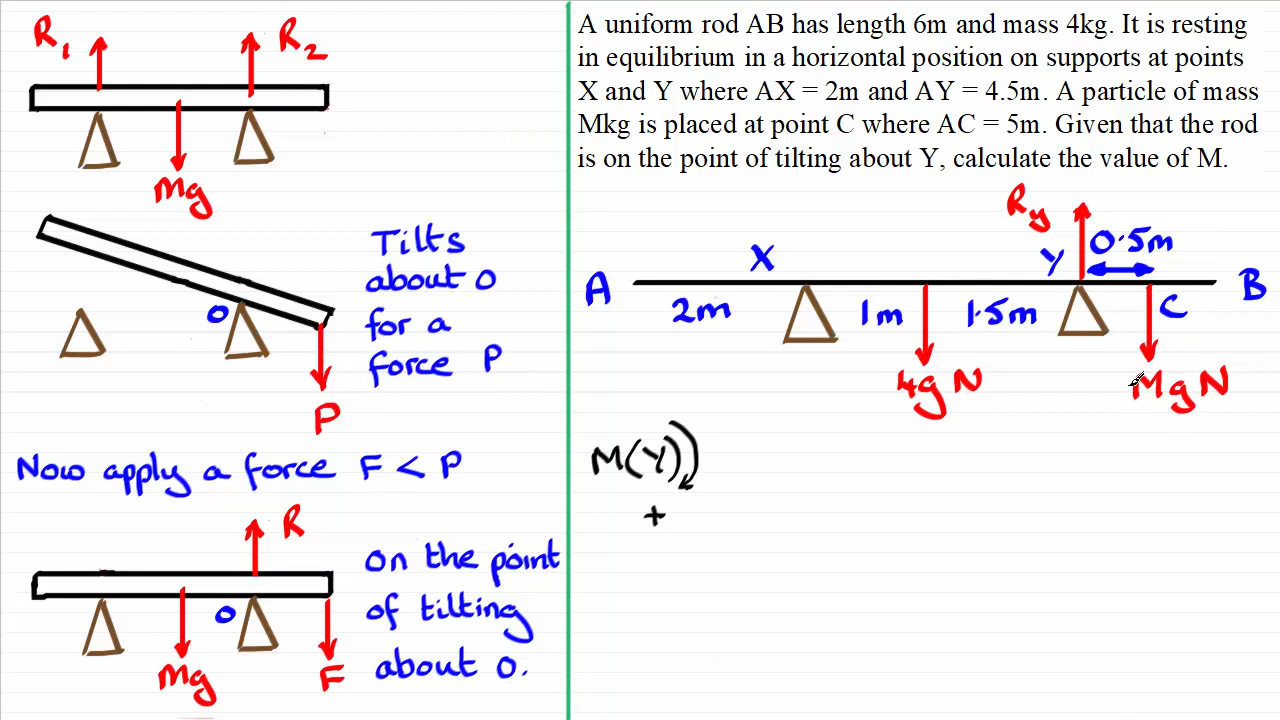 R₁
R₂
Mg
Tilts
about O
for a
force P
O
P
Now apply a force F < P
R
On the point
of tilting
about O.
O
Mg
F
A uniform rod AB has length 6m and mass 4kg. It is resting
in equilibrium in a horizontal position on supports at points
X and Y where AX = 2m and AY = 4.5m. A particle of mass
Mkg is placed at point C where AC = 5m. Given that the rod
is on the point of tilting about Y, calculate the value of M.
Ry
X
Y
0.5m
A
B
2m
1m
1.5m
C
4g N
Mg N
M(Y)
+